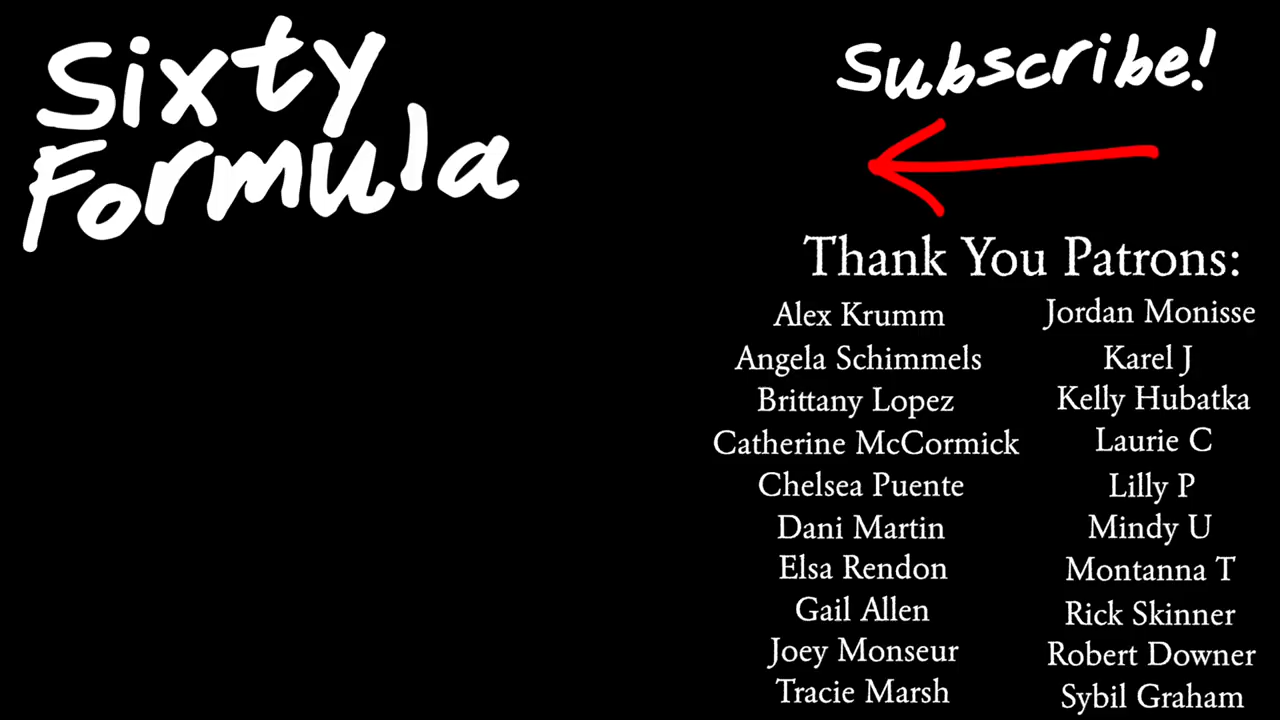 Sixty
Formula
Subscribe!
Thank You Patrons:
Alex Krumm
Angela Schimmels
Brittany Lopez
Catherine McCormick
Chelsea Puente
Dani Martin
Elsa Rendon
Gail Allen
Joey Monseur
Tracie Marsh
Jordan Monisse
Karel J
Kelly Hubatka
Laurie C
Lilly P
Mindy U
Montanna T
Rick Skinner
Robert Downer
Sybil Graham